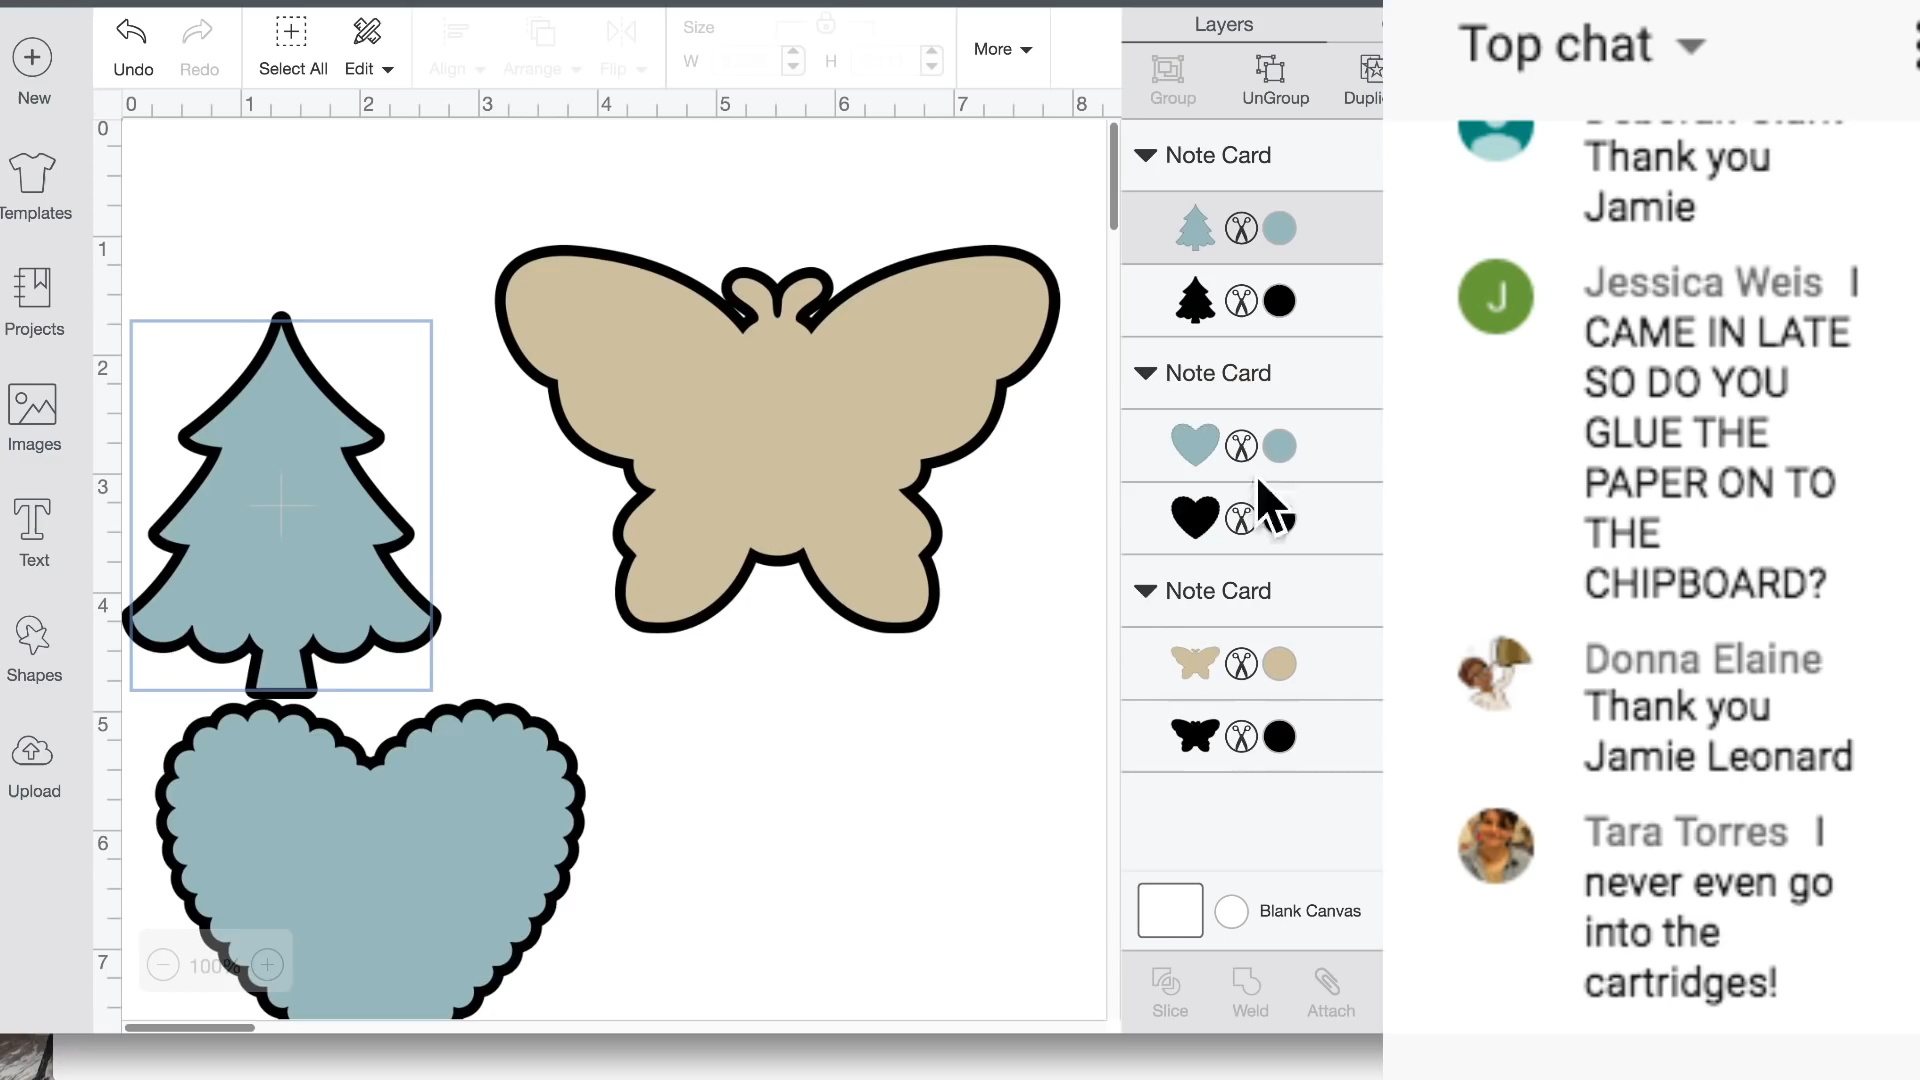 Undo
Redo
Select All
Edit
Align
Arrange
Flip
Size
W
H
More
New
Templates
Projects
Images
Text
Shapes
Upload
0 1 2 3 4 5 6 7 8
0
1
2
3
4
5
6
7
100%
Layers
Group
UnGroup
Note Card
Note Card
Note Card
Blank Canvas
Slice
Weld
Attach
Top chat
Thank you
Jamie
J
Jessica Weis I
CAME IN LATE
SO DO YOU
GLUE THE
PAPER ON TO
THE
CHIPBOARD?
Donna Elaine
Thank you
Jamie Leonard
Tara Torres I
never even go
into the
cartridges!